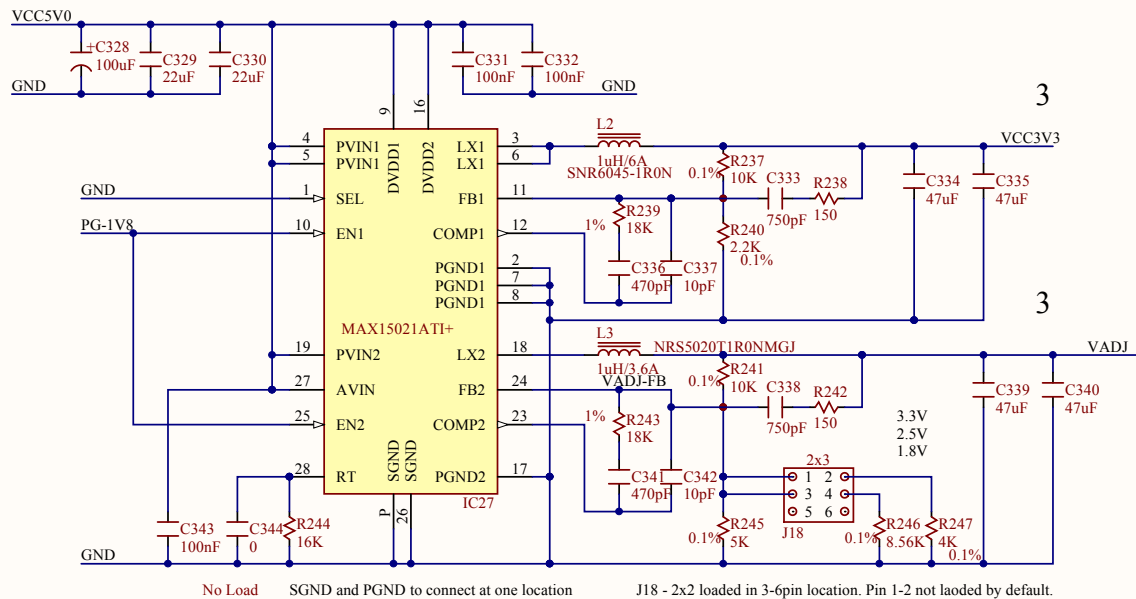 VCC5V0
+C328
100uF
C329
22uF
C330
22uF
C331
100nF
C332
100nF
GND
GND
9
16
DVDD1
DVDD2
3
4
PVIN1
5
PVIN1
LX1
3
LX1
6
L2
1uH/6A
SNR6045-1R0N
VCC3V3
0.1%
R237
10K
C333
750pF
R238
150
C334
47uF
C335
47uF
GND
1
SEL
FB1
11
PG-1V8
10
EN1
COMP1
12
1%
R239
18K
R240
2.2K
0.1%
C336
470pF
C337
10pF
PGND1
2
PGND1
7
PGND1
8
3
MAX15021ATI+
19
PVIN2
LX2
18
L3
1uH/3.6A
NRS5020T1R0NMGJ
VADJ
27
AVIN
FB2
24
VADJ-FB
0.1%
R241
10K
C338
750pF
R242
150
C339
47uF
C340
47uF
25
EN2
COMP2
23
1%
R243
18K
3.3V
2.5V
1.8V
28
RT
SGND
SGND
PGND2
17
C341
470pF
C342
10pF
2x3
1 2
3 4
5 6
J18
IC27
P
26
C343
100nF
C344
0
R244
16K
0.1%
R245
5K
0.1%
R246
8.56K
R247
4K
0.1%
GND
No Load
SGND and PGND to connect at one location
J18 - 2x2 loaded in 3-6pin location. Pin 1-2 not laoded by default.